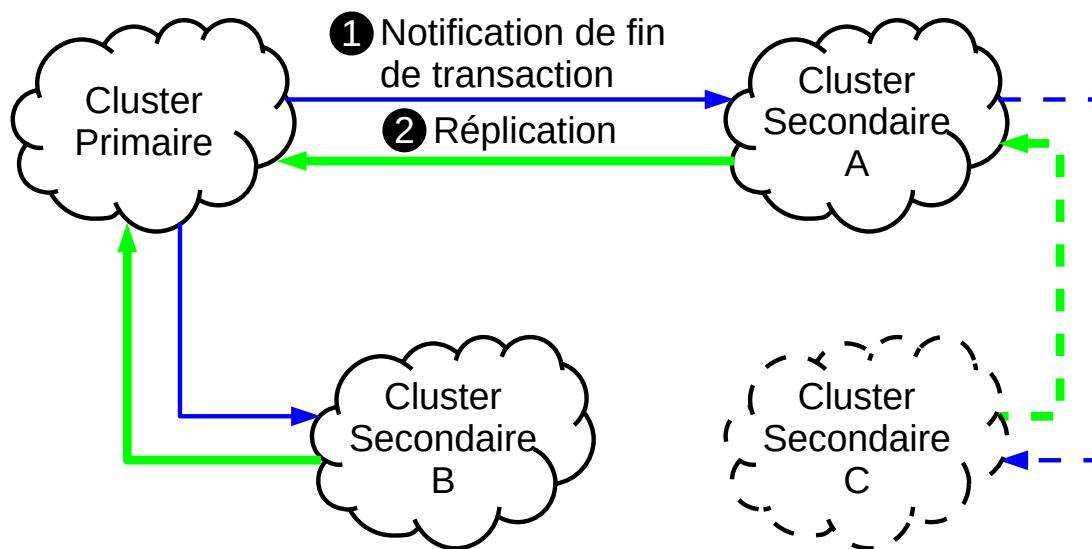 Cluster
Primaire
1 Notification de fin
de transaction
2 Réplication
Cluster
Secondaire
A
Cluster
Secondaire
B
Cluster
Secondaire
C